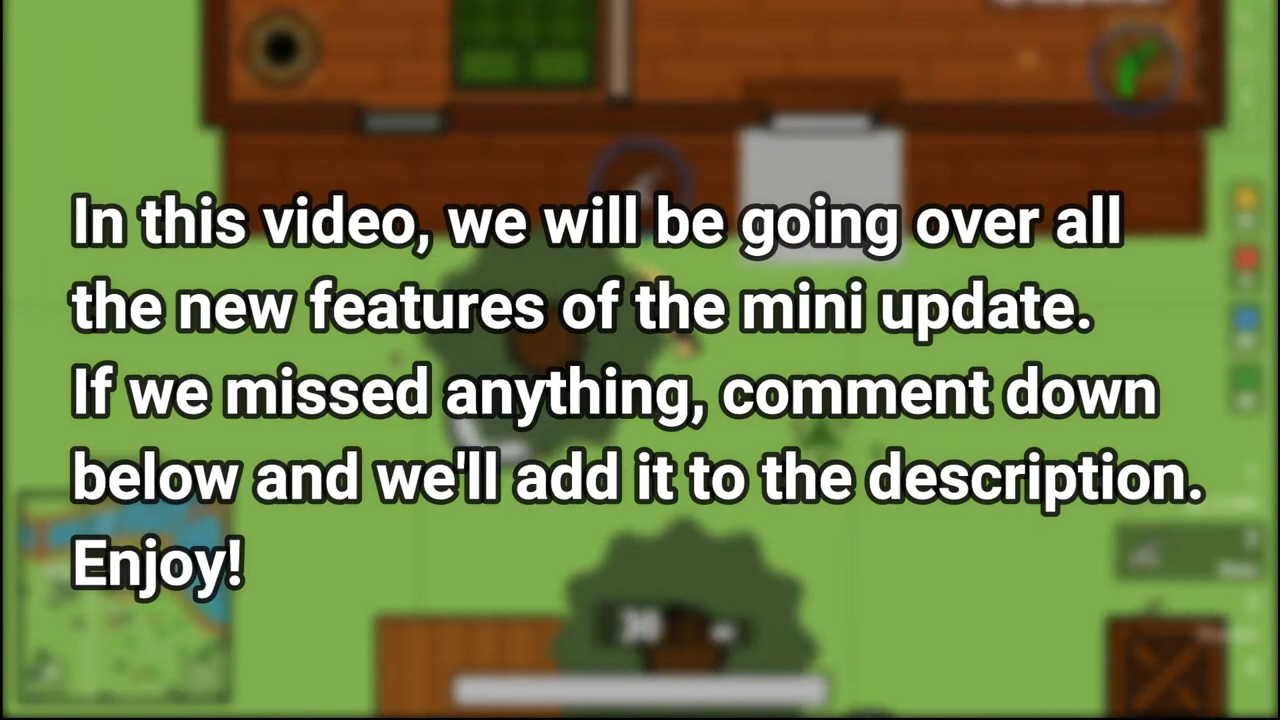 In this video, we will be going over all
the new features of the mini update.
If we missed anything, comment down
below and we'll add it to the description.
Enjoy!
30